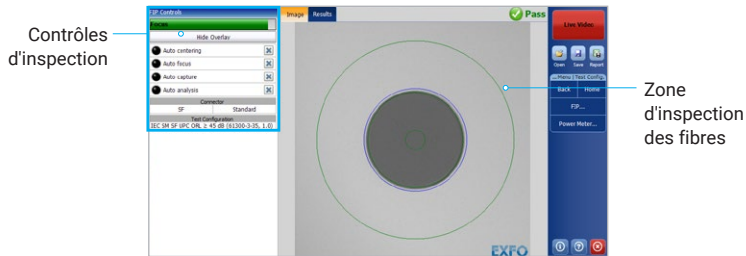 Contrôles
d'inspection
FIP Controls
Focus
Hide Overlay
Auto centering
Auto focus
Auto capture
Auto analysis
Connector
SF Standard
Test Configuration
IEC SM SF UPC ORL ≥ 45 dB (61300-3-35, 1.0)
Image Results
Pass
EXFO
Live Video
Open Save Report
...Menu Test Config.
Back Home
FIP...
Power Meter...
Zone
d'inspection
des fibres